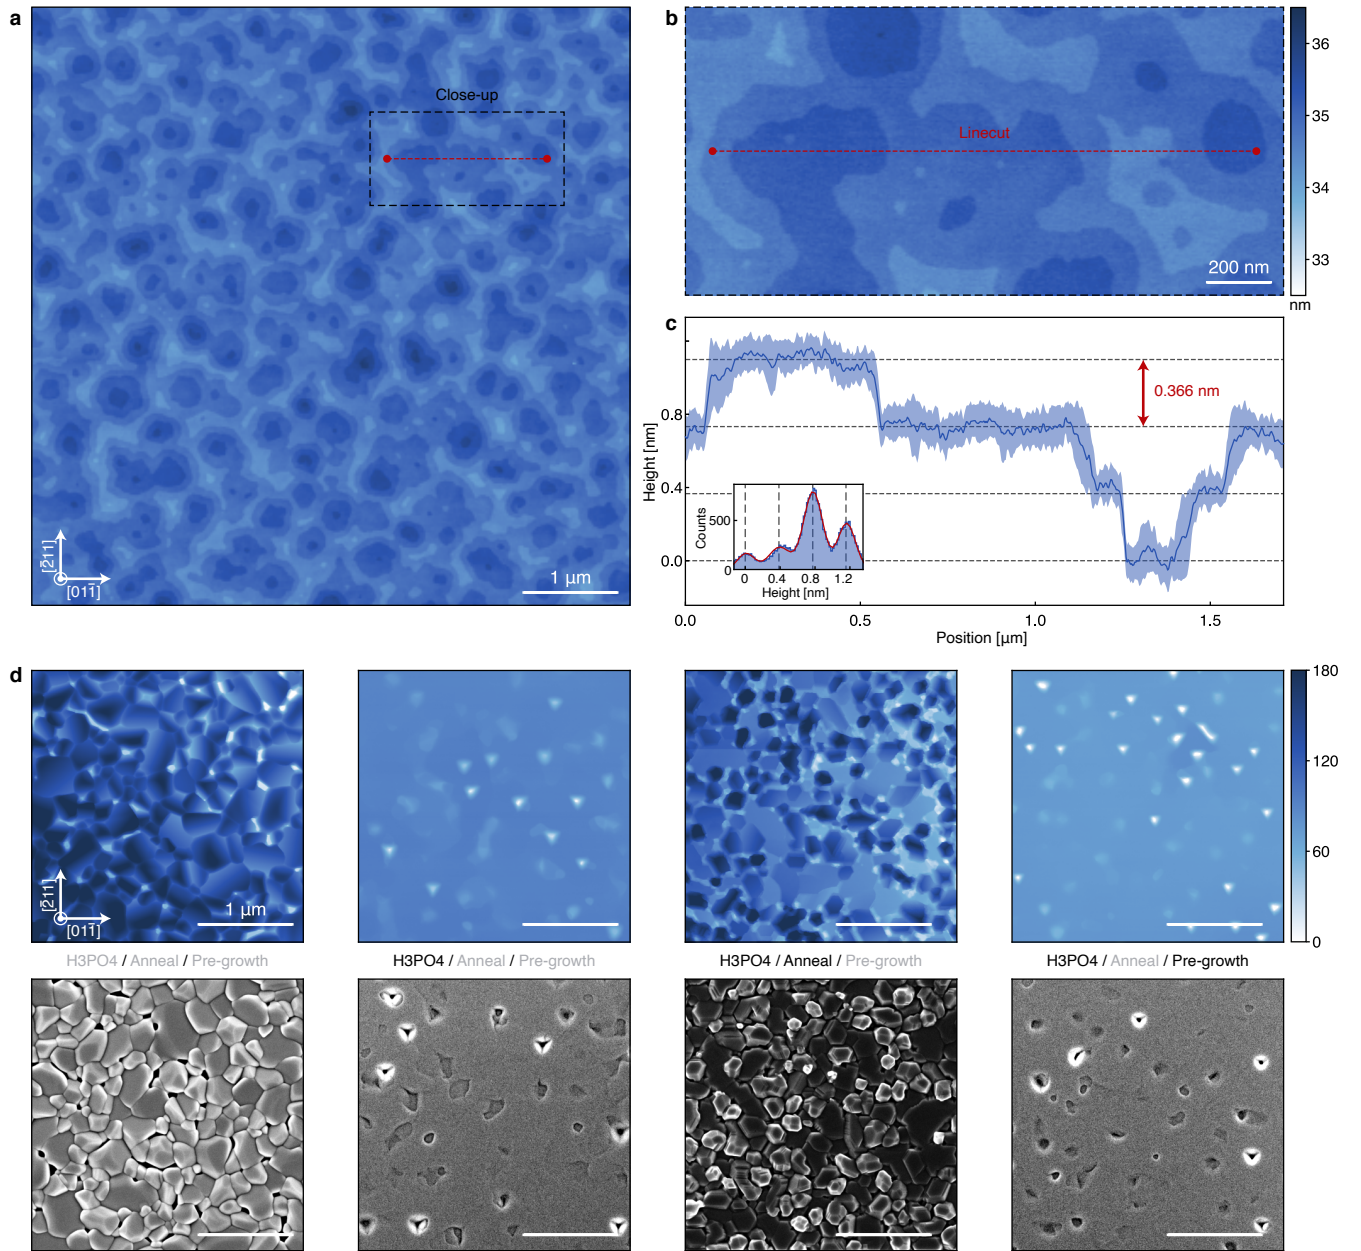 a
Close-up
[2̄11]
[011̄]
1 µm
b
Linecut
200 nm
36
35
34
33
nm
c
Height [nm]
0.8
0.4
0.0
0.366 nm
Counts
500
0
0 0.4 0.8 1.2
Height [nm]
0.0 0.5 1.0 1.5
Position [µm]
d
[2̄11]
[011̄]
1 µm
180
120
60
0
H3PO4 / Anneal / Pre-growth
H3PO4 / Anneal / Pre-growth
H3PO4 / Anneal / Pre-growth
H3PO4 / Anneal / Pre-growth